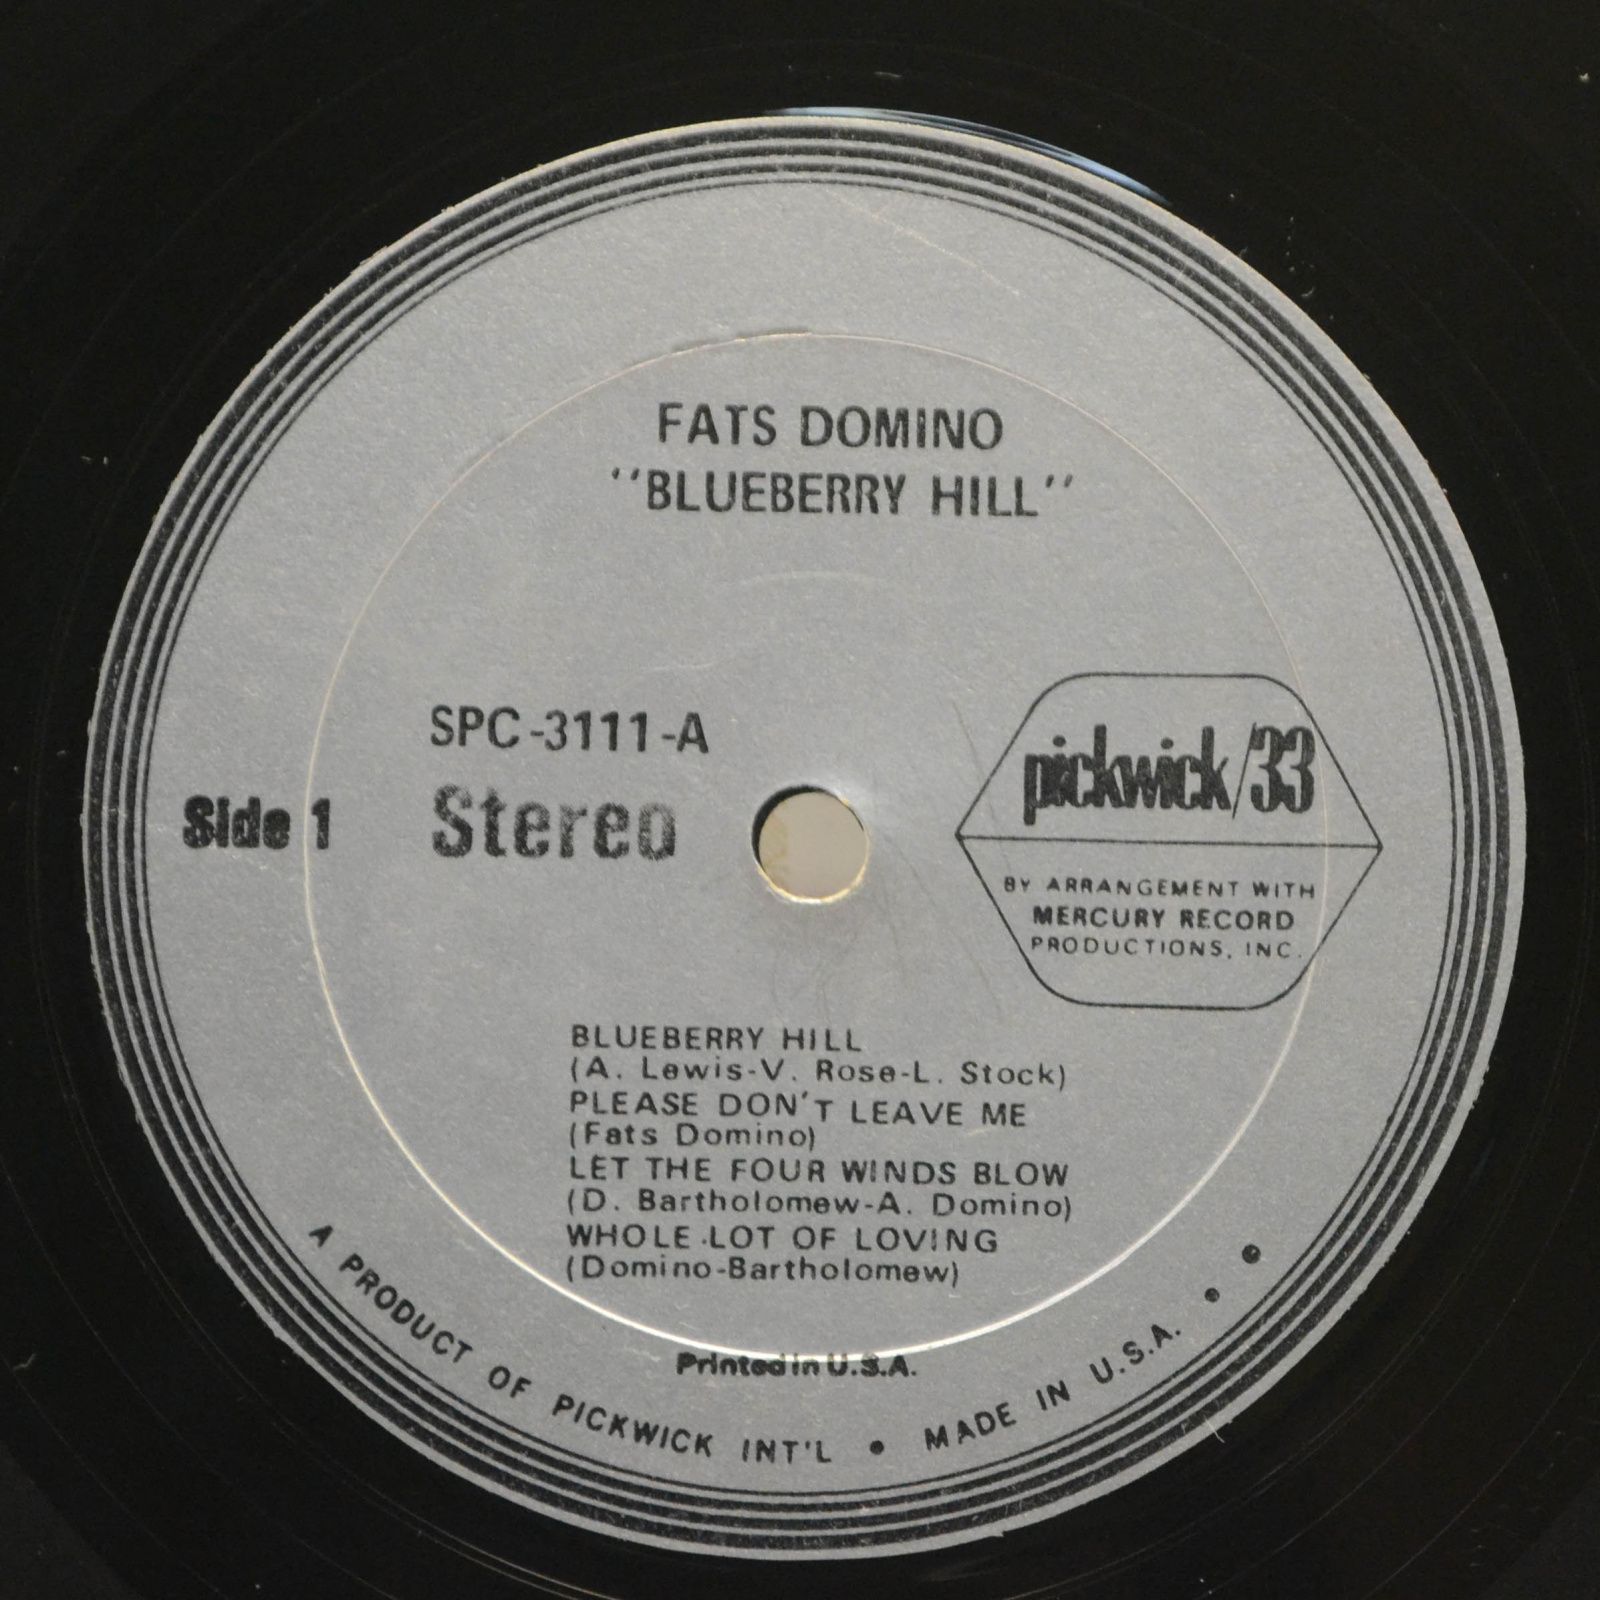 FATS DOMINO
"BLUEBERRY HILL"
SPC-3111-A
Side 1
Stereo
pickwick/33
BY ARRANGEMENT WITH
MERCURY RECORD
PRODUCTIONS, INC.
BLUEBERRY HILL
(A. Lewis-V. Rose-L. Stock)
PLEASE DON'T LEAVE ME
(Fats Domino)
LET THE FOUR WINDS BLOW
(D. Bartholomew-A. Domino)
WHOLE LOT OF LOVING
(Domino-Bartholomew)
Printed in U.S.A.
A PRODUCT OF PICKWICK INT'L • MADE IN U.S.A. • •